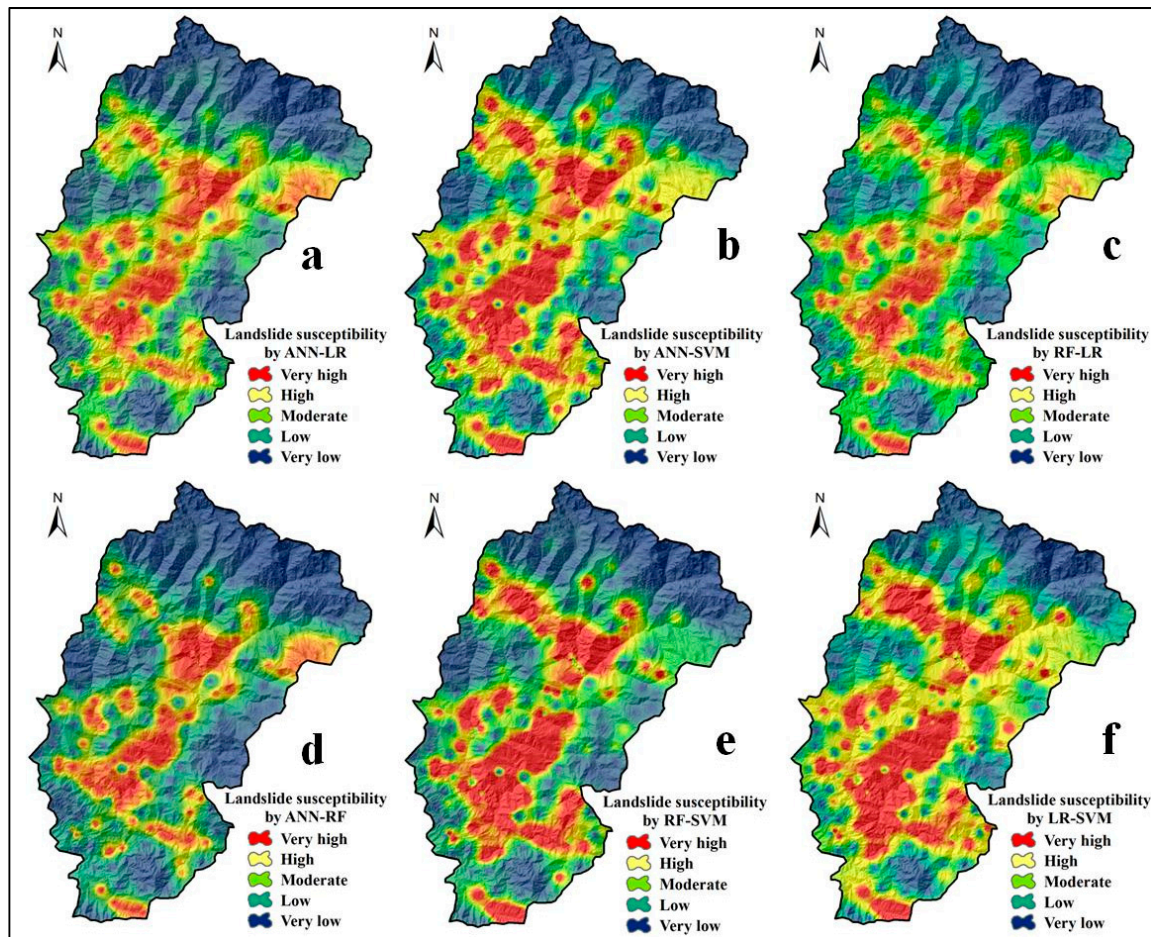 N
a
Landslide susceptibility
by ANN-LR
Very high
High
Moderate
Low
Very low
N
b
Landslide susceptibility
by ANN-SVM
Very high
High
Moderate
Low
Very low
N
c
Landslide susceptibility
by RF-LR
Very high
High
Moderate
Low
Very low
N
d
Landslide susceptibility
by ANN-RF
Very high
High
Moderate
Low
Very low
N
e
Landslide susceptibility
by RF-SVM
Very high
High
Moderate
Low
Very low
N
f
Landslide susceptibility
by LR-SVM
Very high
High
Moderate
Low
Very low